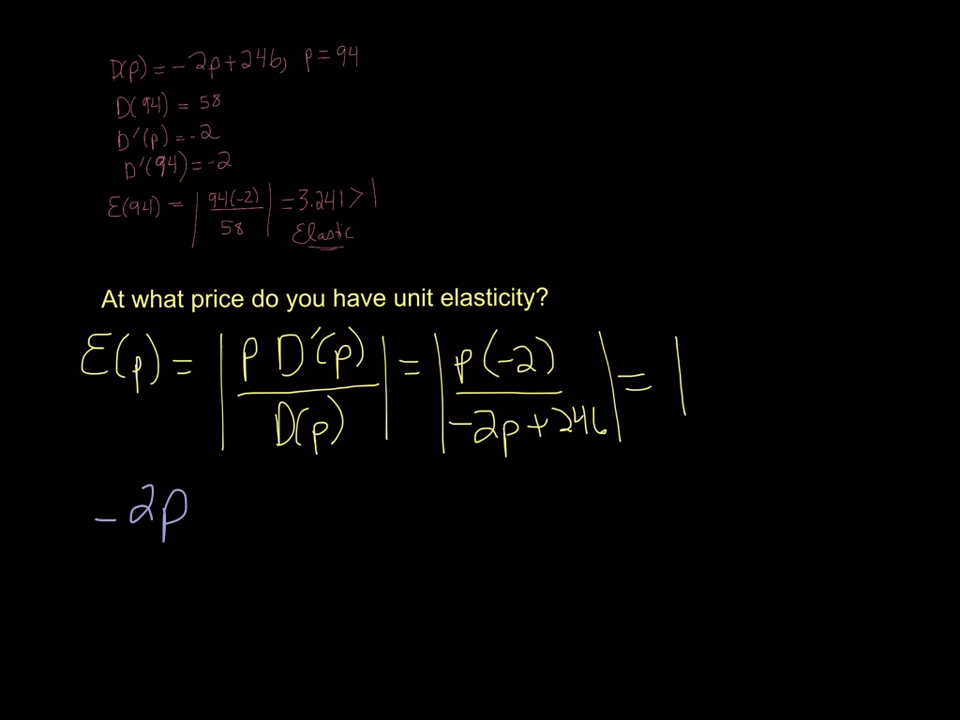 D(p) = -2p + 246, p = 94
D(94) = 58
D'(p) = -2
D'(94) = -2
E(94) = | 94(-2) / 58 | = 3.241 > 1
Elastic
At what price do you have unit elasticity?
E(p) = | p D'(p) / D(p) | = | p(-2) / -2p + 246 | = 1
-2p